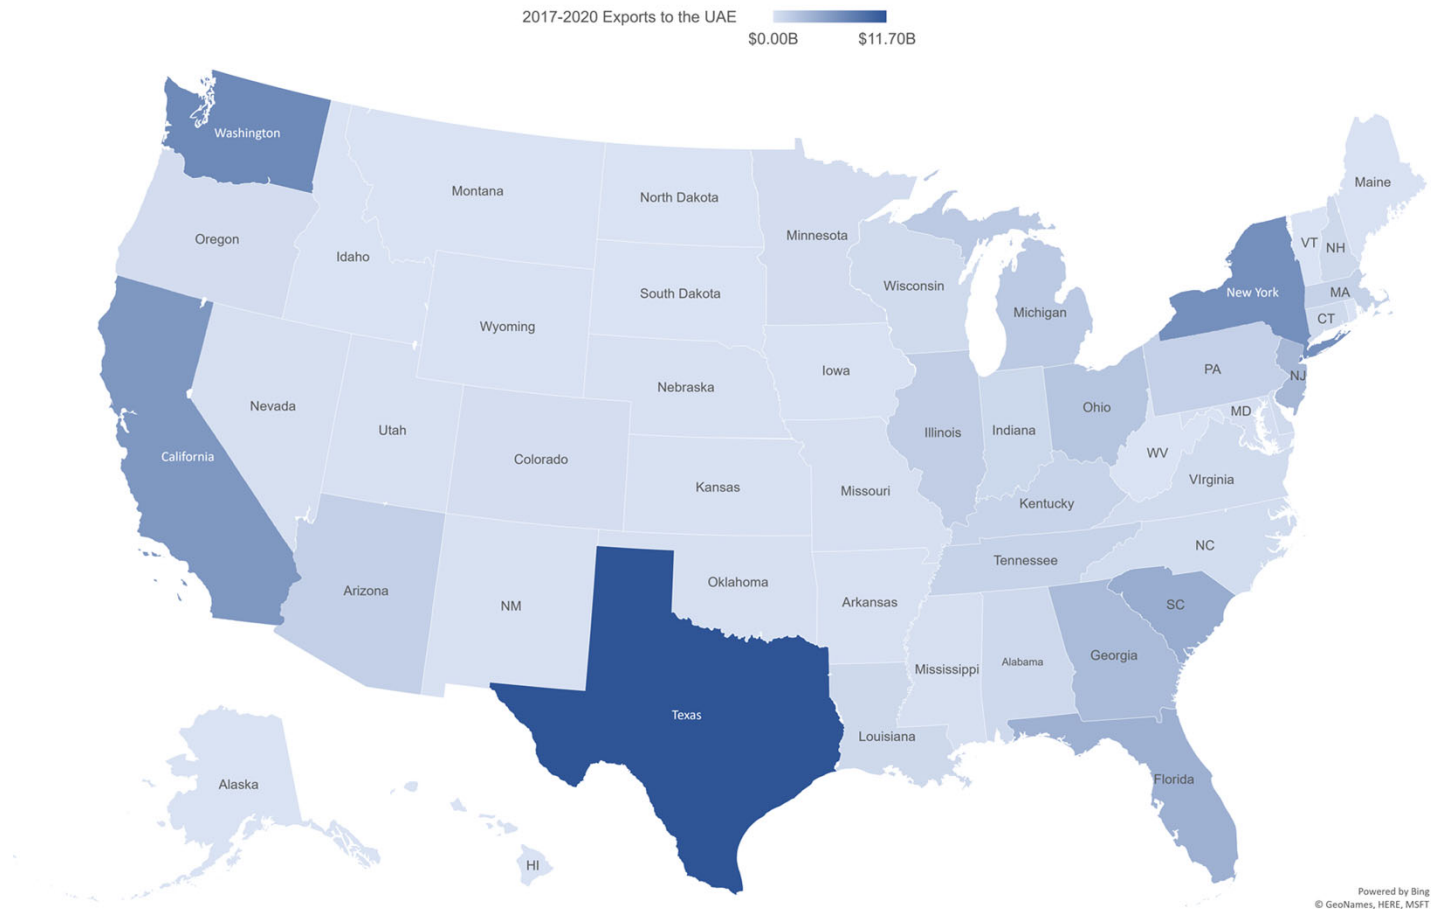 2017-2020 Exports to the UAE
$0.00B $11.70B
Washington
Montana
North Dakota
Minnesota
Maine
Oregon
Idaho
VT
NH
South Dakota
Wisconsin
New York
MA
Wyoming
Michigan
CT
Iowa
PA
NJ
Nebraska
Nevada
Ohio
MD
Utah
Illinois
Indiana
California
Colorado
WV
Kansas
Missouri
VIrginia
Kentucky
NC
Tennessee
Arizona
Oklahoma
NM
Arkansas
SC
Georgia
Mississippi
Alabama
Texas
Louisiana
Alaska
Florida
HI
Powered by Bing
© GeoNames, HERE, MSFT